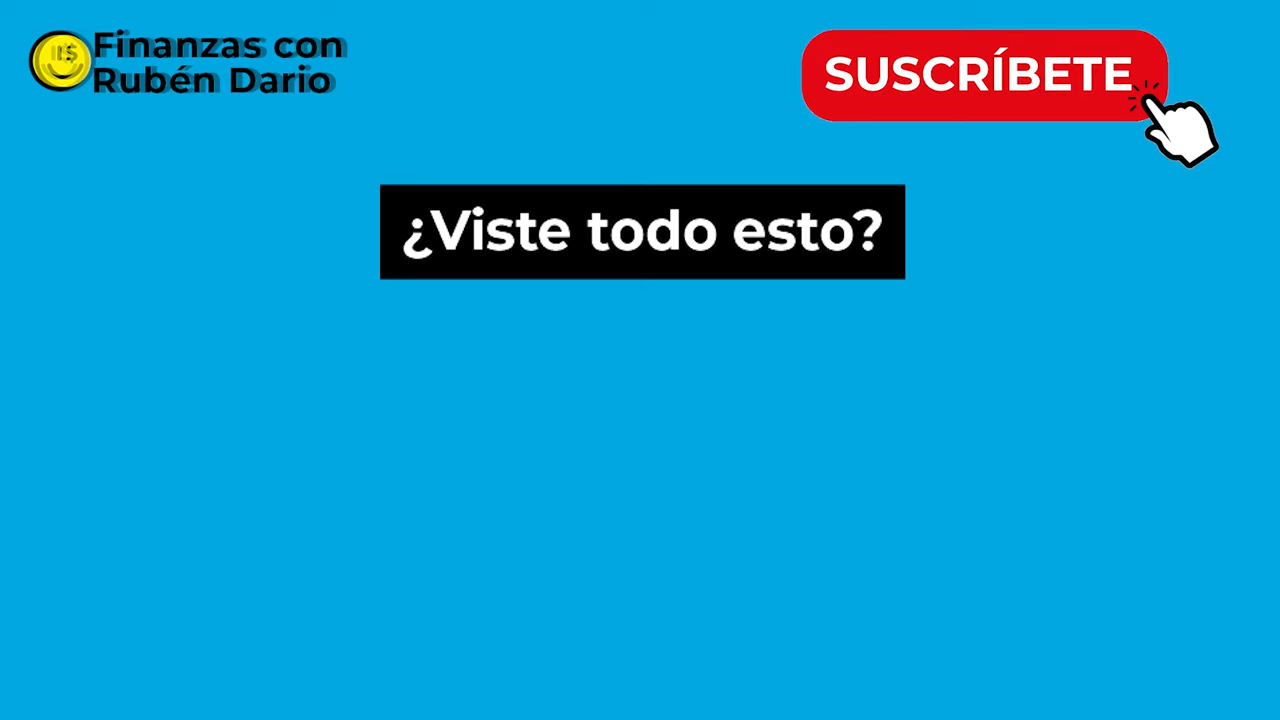 Finanzas con
Rubén Dario
SUSCRÍBETE
¿Viste todo esto?